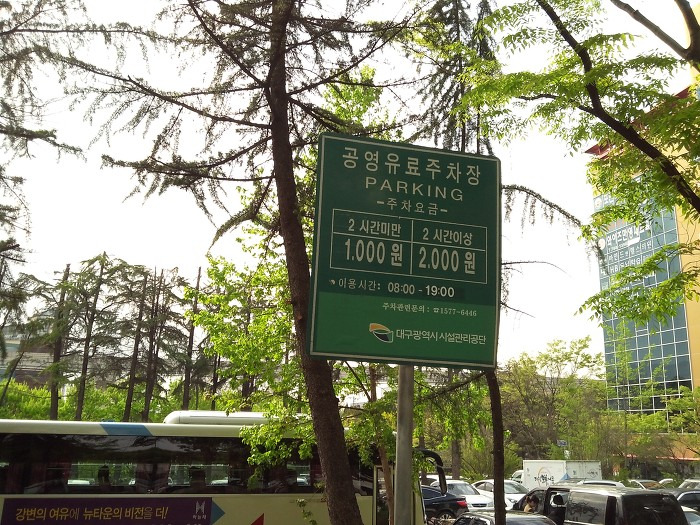 공영유료주차장
PARKING
-주차요금-
2 시간미만 2 시간이상
1.000 원 2.000 원
이용시간: 08:00 - 19:00
주차관련문의 : ☎1577-6446
대구광역시시설관리공단
강변의 여유에 뉴타운의 비전을 더!